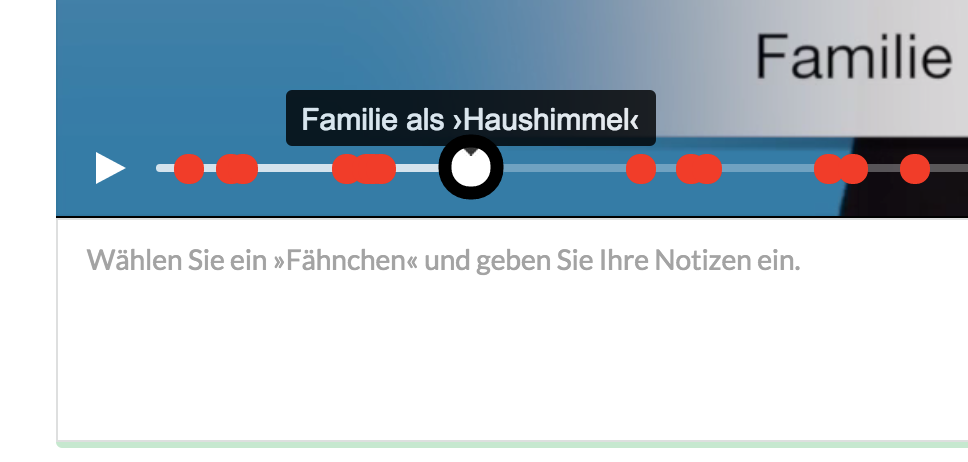 Familie
Familie als ›Haushimmel‹
Wählen Sie ein »Fähnchen« und geben Sie Ihre Notizen ein.